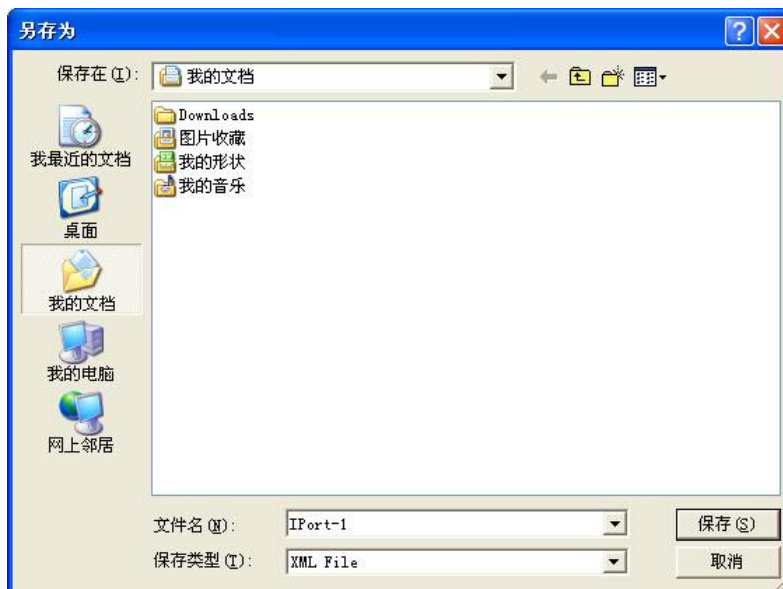 另存为
保存在(I):
我的文档
Downloads
图片收藏
我的形状
我的音乐
我最近的文档
桌面
我的文档
我的电脑
网上邻居
文件名(N):
IPort-1
保存(S)
保存类型(T):
XML File
取消